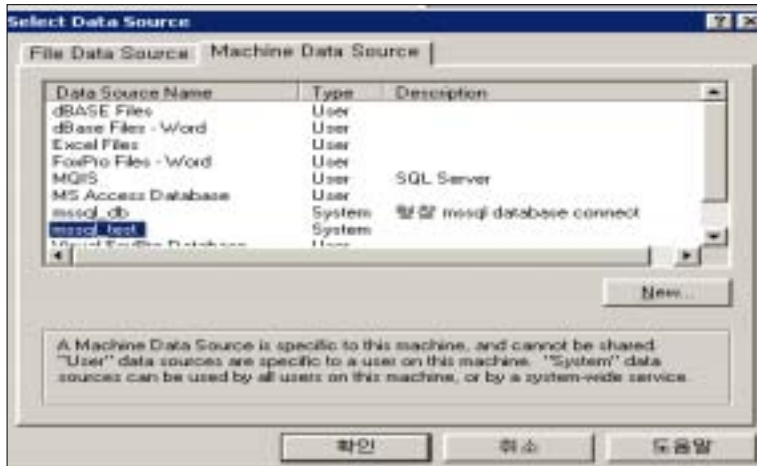 Select Data Source
File Data Source Machine Data Source
Data Source Name Type Description
dBASE Files User
dBase Files - Word User
Excel Files User
FoxPro Files - Word User
MQIS User SQL Server
MS Access Database User
mssql_db System mssql database connect
mssql_test System
Visual FoxPro Database User
New...
A Machine Data Source is specific to this machine, and cannot be shared.
"User" data sources are specific to a user on this machine. "System" data
sources can be used by all users on this machine, or by a system-wide service.
확인 취소 도움말